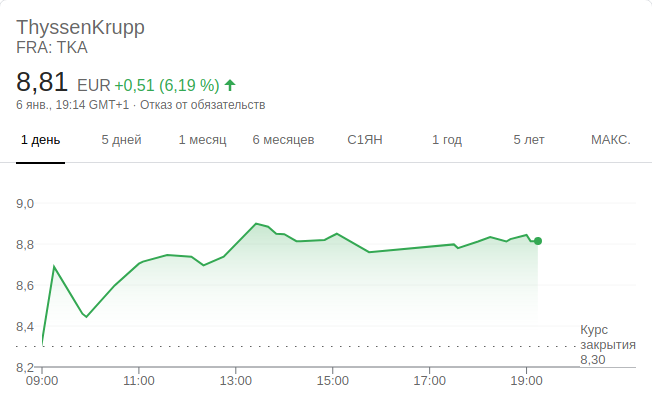 ThyssenKrupp
FRA: TKA
8,81 EUR +0,51 (6,19 %)
6 янв., 19:14 GMT+1 · Отказ от обязательств
1 день 5 дней 1 месяц 6 месяцев С1ЯН 1 год 5 лет МАКС.
9,0
8,8
8,6
8,4
8,2
Курс
закрытия
8,30
09:00 11:00 13:00 15:00 17:00 19:00